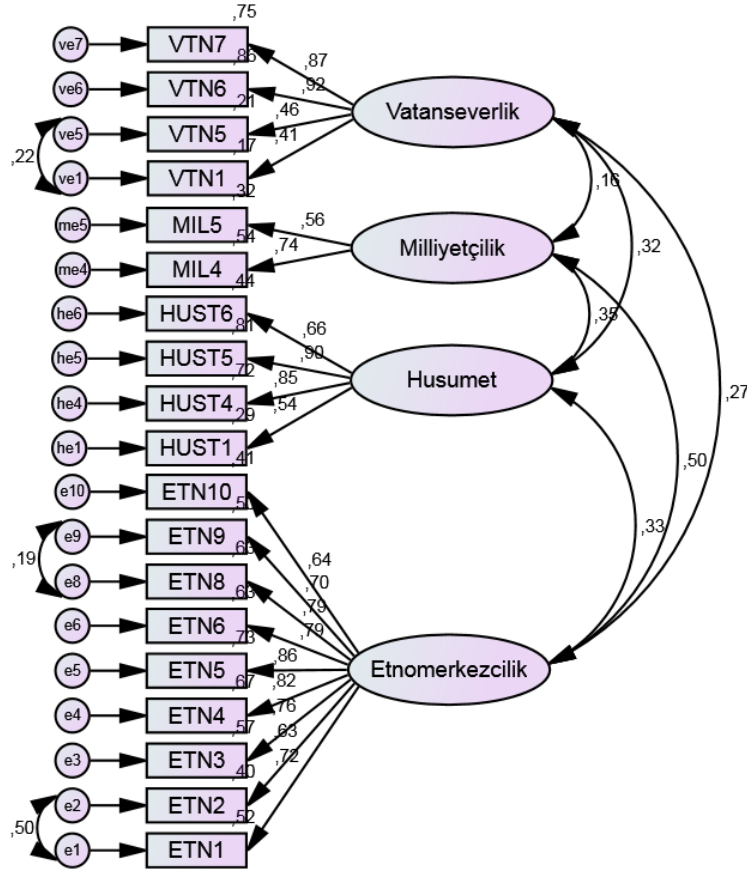 ,75
ve7
VTN7
,87
,85
ve6
VTN6
,92
,21
Vatanseverlik
ve5
VTN5
,46
,22
,17
,41
ve1
VTN1
,16
,32
me5
MIL5
,56
,54
Milliyetçilik
,32
me4
MIL4
,74
,44
he6
HUST6
,66
,35
,81
he5
HUST5
,90
,72
Husumet
,27
he4
HUST4
,85
,29
,54
he1
HUST1
,41
,50
e10
ETN10
e9
ETN9
,33
,19
,64
e8
ETN8
,70
,63
,79
e6
ETN6
,79
,73
e5
ETN5
,86
Etnomerkezcilik
,67
,82
e4
ETN4
,76
,57
,63
e3
ETN3
,72
,40
e2
ETN2
,50
,52
e1
ETN1